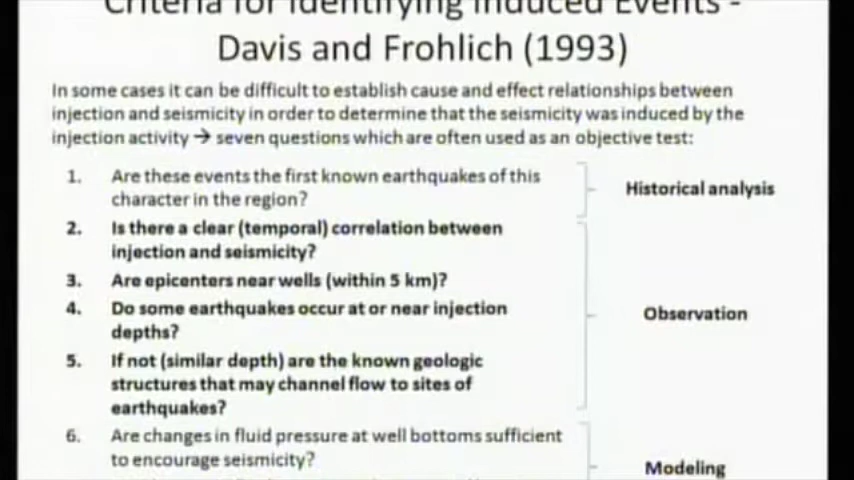 Criteria for Identifying Induced Events -
Davis and Frohlich (1993)
In some cases it can be difficult to establish cause and effect relationships between
injection and seismicity in order to determine that the seismicity was induced by the
injection activity → seven questions which are often used as an objective test:
1. Are these events the first known earthquakes of this
character in the region?
Historical analysis
2. Is there a clear (temporal) correlation between
injection and seismicity?
3. Are epicenters near wells (within 5 km)?
4. Do some earthquakes occur at or near injection
depths?
Observation
5. If not (similar depth) are the known geologic
structures that may channel flow to sites of
earthquakes?
6. Are changes in fluid pressure at well bottoms sufficient
to encourage seismicity?
Modeling